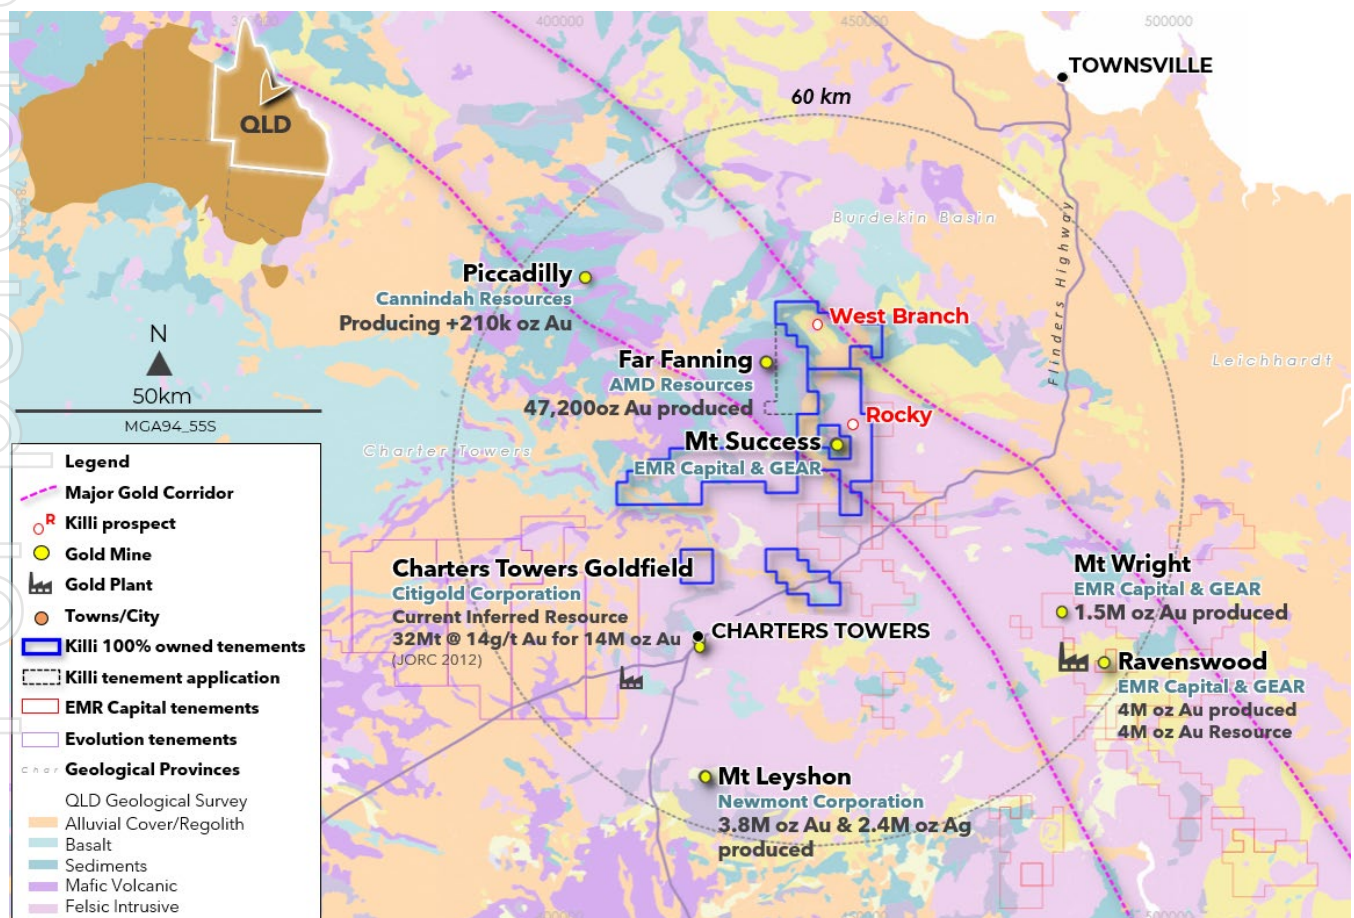 300000
400000
450000
500000
TOWNSVILLE
60 km
QLD
Burdekin Basin
Flinders Highway
Piccadilly
Cannindah Resources
Producing +210k oz Au
West Branch
N
50km
MGA94_55S
Far Fanning
AMD Resources
47,200oz Au produced
Leichhardt
Rocky
Mt Success
EMR Capital & GEAR
Charter Towers
Legend
Major Gold Corridor
R
Killi prospect
Gold Mine
Gold Plant
Towns/City
Killi 100% owned tenements
Killi tenement application
EMR Capital tenements
Evolution tenements
Char
Geological Provinces
QLD Geological Survey
Alluvial Cover/Regolith
Basalt
Sediments
Mafic Volcanic
Felsic Intrusive
Charters Towers Goldfield
Citigold Corporation
Current Inferred Resource
32Mt @ 14g/t Au for 14M oz Au
(JORC 2012)
CHARTERS TOWERS
Mt Wright
EMR Capital & GEAR
1.5M oz Au produced
Ravenswood
EMR Capital & GEAR
4M oz Au produced
4M oz Au Resource
Mt Leyshon
Newmont Corporation
3.8M oz Au & 2.4M oz Ag
produced
400000
450000
500000